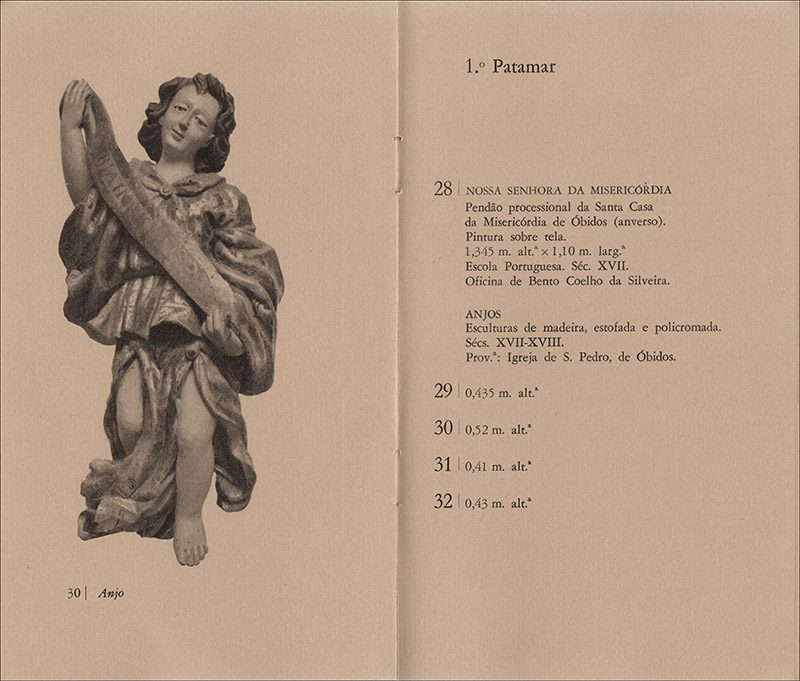 30 | Anjo
1.º Patamar
28 | NOSSA SENHORA DA MISERICÓRDIA
Pendão processional da Santa Casa
da Misericórdia de Óbidos (anverso).
Pintura sobre tela.
1,345 m. alt.ª × 1,10 m. larg.ª
Escola Portuguesa. Séc. XVII.
Oficina de Bento Coelho da Silveira.
ANJOS
Esculturas de madeira, estofada e policromada.
Sécs. XVII-XVIII.
Prov.ª: Igreja de S. Pedro, de Óbidos.
29 | 0,435 m. alt.ª
30 | 0,52 m. alt.ª
31 | 0,41 m. alt.ª
32 | 0,43 m. alt.ª